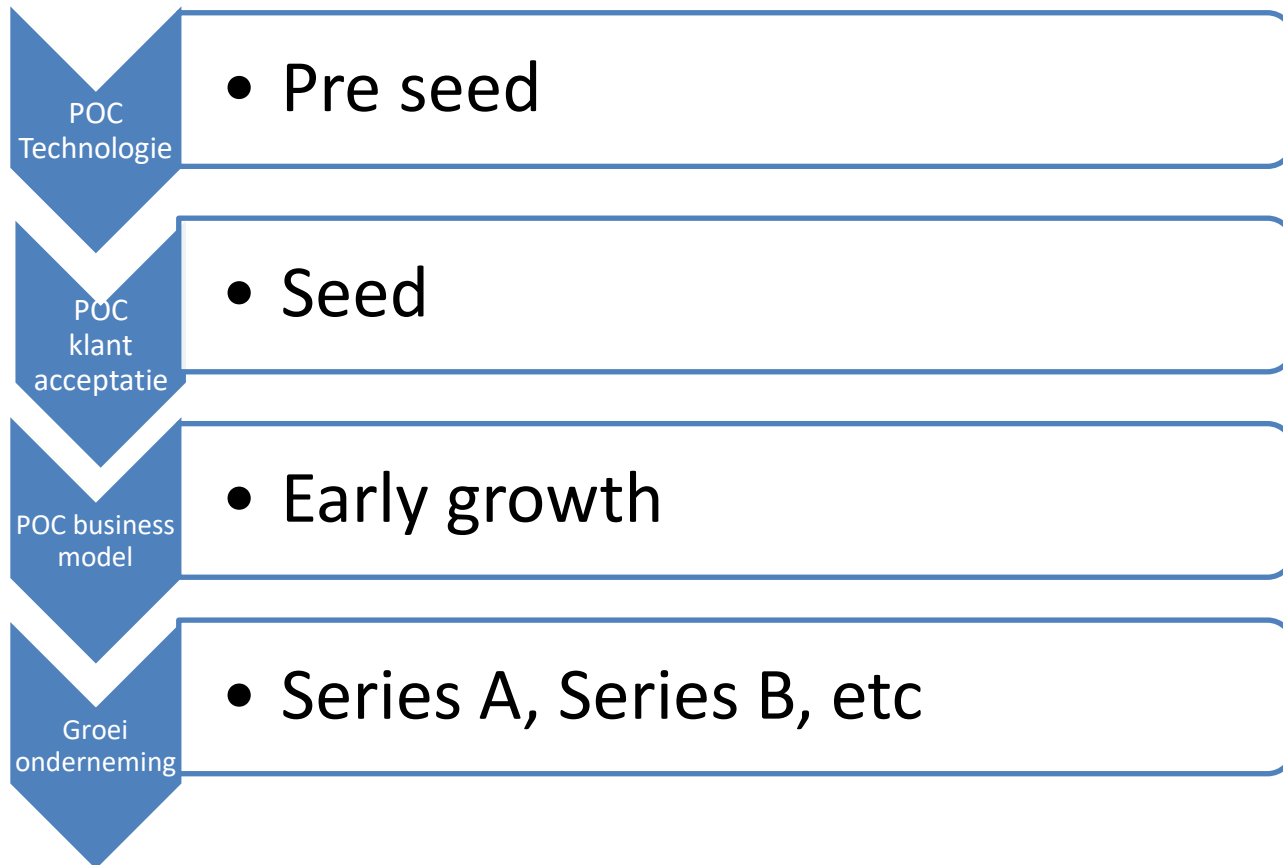 POC
Technologie
• Pre seed
POC
klant
acceptatie
• Seed
POC business
model
• Early growth
Groei
onderneming
• Series A, Series B, etc